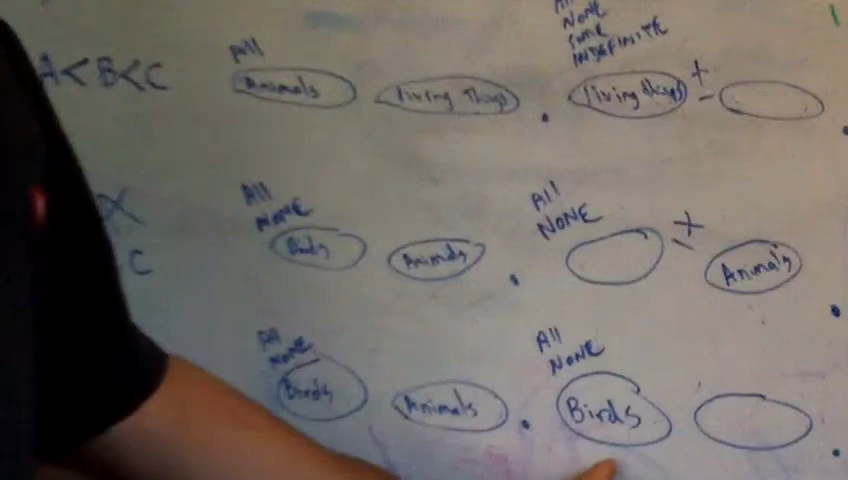 All
NONE
SOME
INDEFINITE
All
A<B<C
Animals
living things
.
living things
+
-
.
All
NONE
All
NONE
X
C
Birds
Animals
.
+
-
Animals
.
All
NONE
All
NONE
Birds
Animals
.
Birds
.